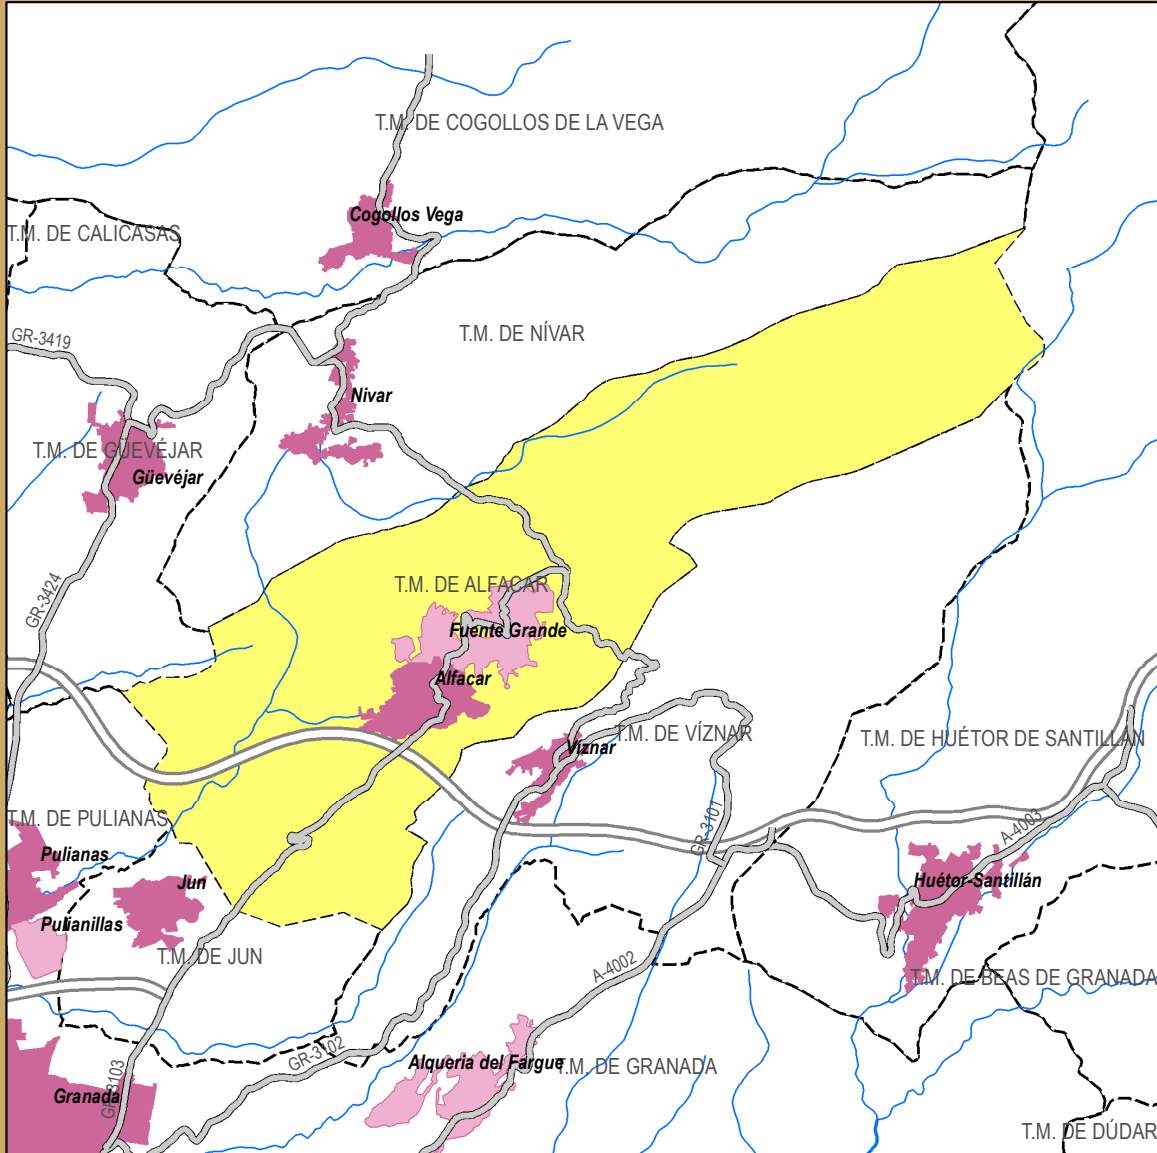 T.M. DE COGOLLOS DE LA VEGA
Cogollos Vega
T.M. DE CALICASAS
GR-3419
T.M. DE NÍVAR
Nivar
T.M. DE GÜEVÉJAR
Güevéjar
GR-3424
T.M. DE ALFACAR
Fuente Grande
Alfacar
T.M. DE VÍZNAR
Víznar
T.M. DE HUÉTOR DE SANTILLÁN
T.M. DE PULIANAS
GR-3101
A-4003
Pulianas
Jun
Huétor-Santillán
Pulianillas
T.M. DE JUN
A-4002
T.M. DE BEAS DE GRANADA
GR-3102
Alqueria del Fargue
T.M. DE GRANADA
GR-3103
Granada
T.M. DE DÚDAR